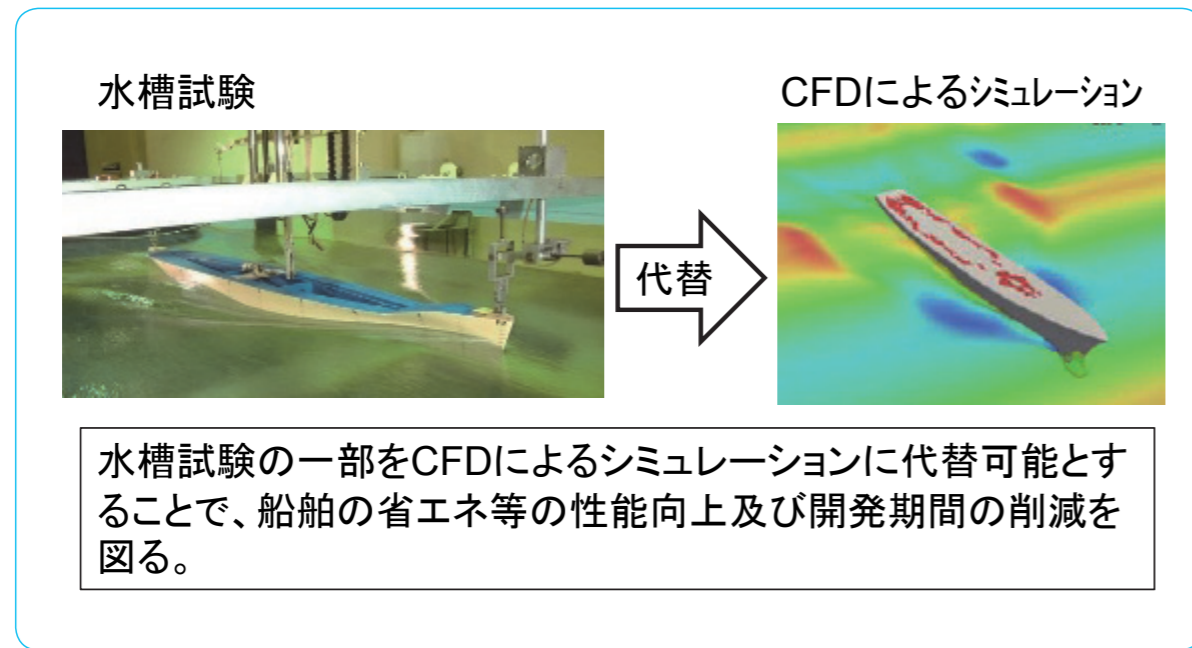 水槽試験
CFDによるシミュレーション
代替
水槽試験の一部をCFDによるシミュレーションに代替可能とす
ることで、船舶の省エネ等の性能向上及び開発期間の削減を
図る。